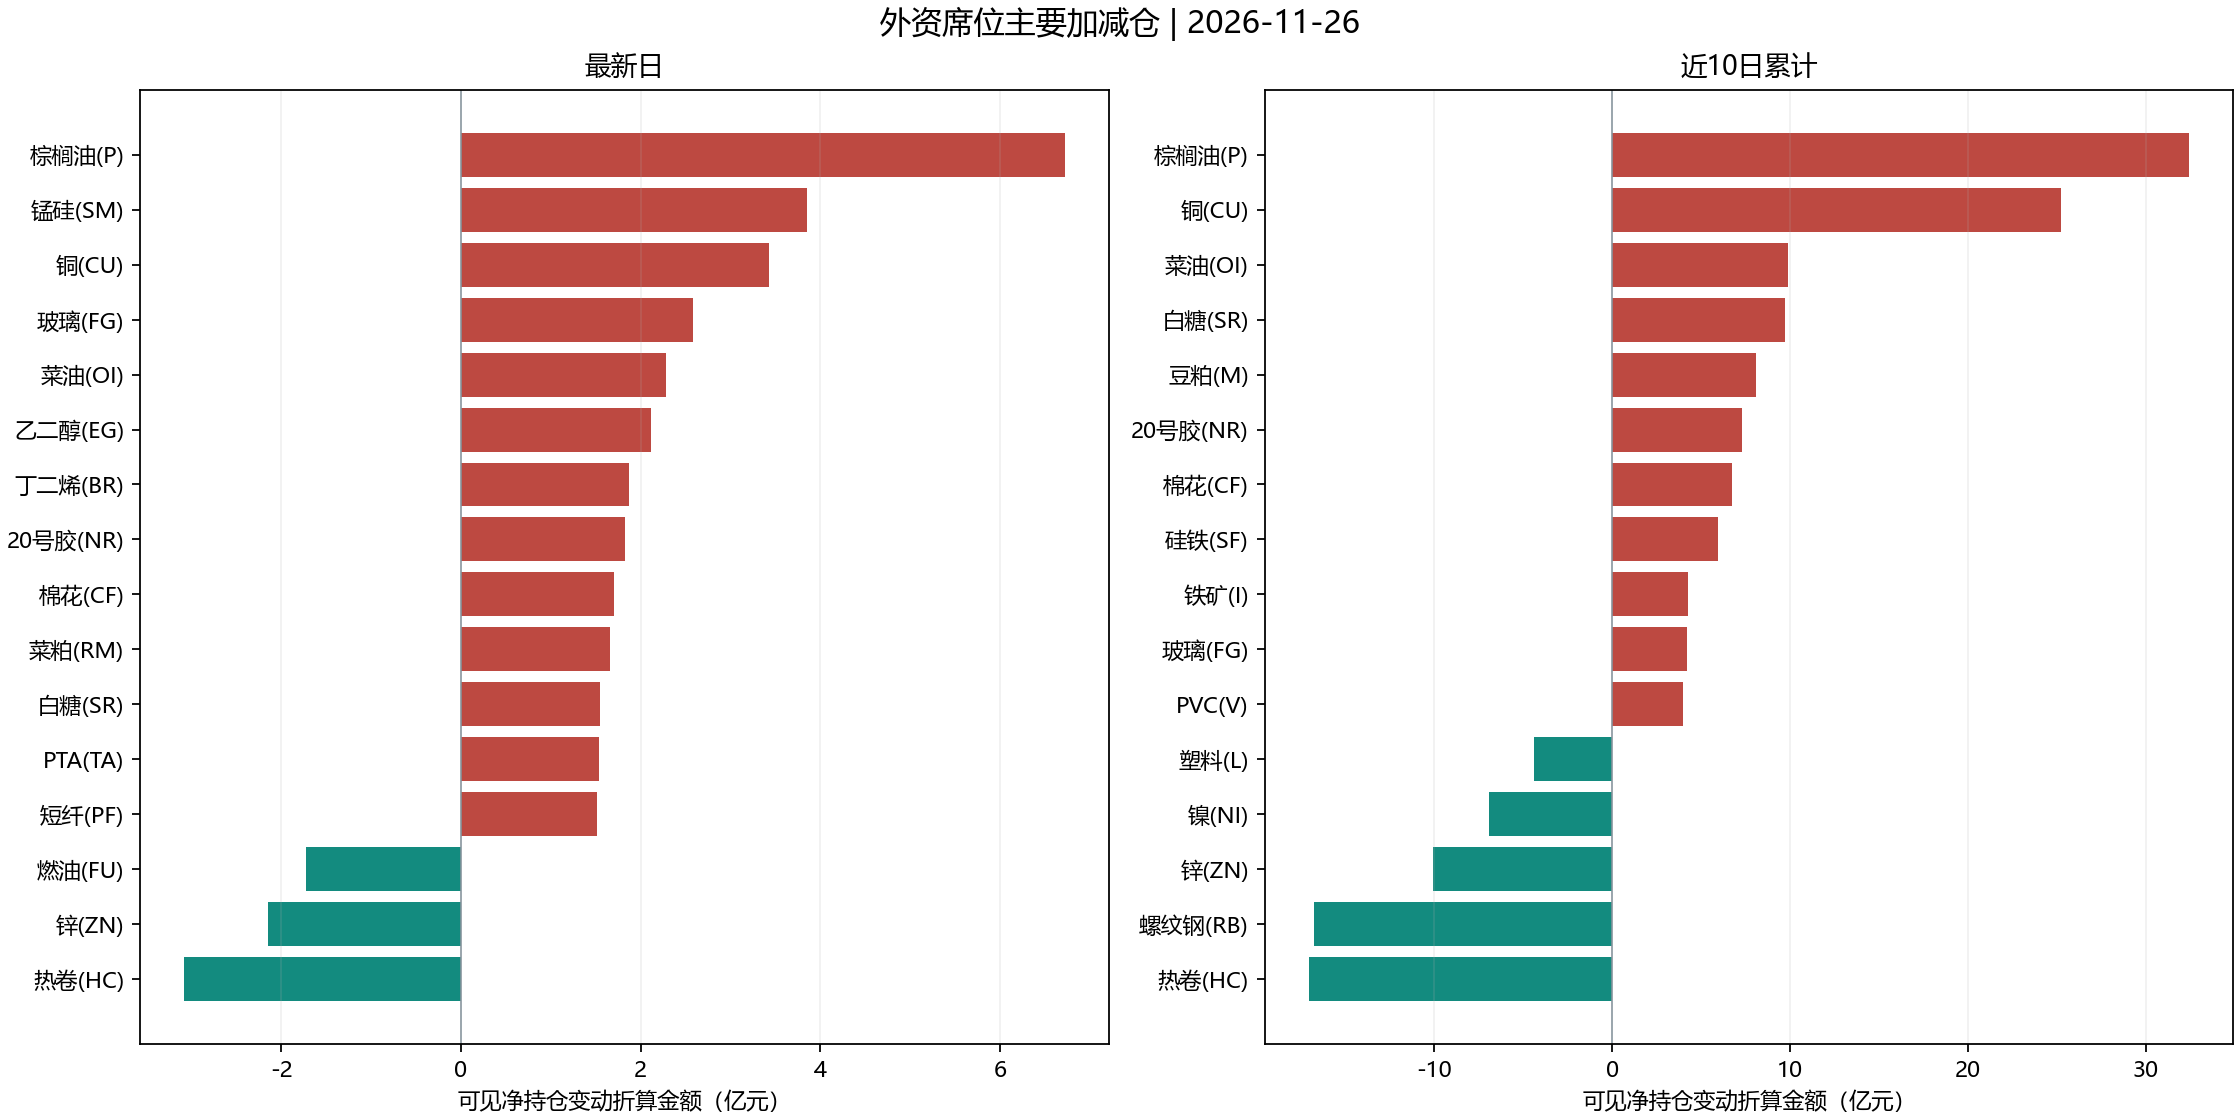 外资席位主要加减仓 | 2026-11-26
最新日
棕榈油(P)
锰硅(SM)
铜(CU)
玻璃(FG)
菜油(OI)
乙二醇(EG)
丁二烯(BR)
20号胶(NR)
棉花(CF)
菜粕(RM)
白糖(SR)
PTA(TA)
短纤(PF)
燃油(FU)
锌(ZN)
热卷(HC)
-2 0 2 4 6
可见净持仓变动折算金额（亿元）
近10日累计
棕榈油(P)
铜(CU)
菜油(OI)
白糖(SR)
豆粕(M)
20号胶(NR)
棉花(CF)
硅铁(SF)
铁矿(I)
玻璃(FG)
PVC(V)
塑料(L)
镍(NI)
锌(ZN)
螺纹钢(RB)
热卷(HC)
-10 0 10 20 30
可见净持仓变动折算金额（亿元）